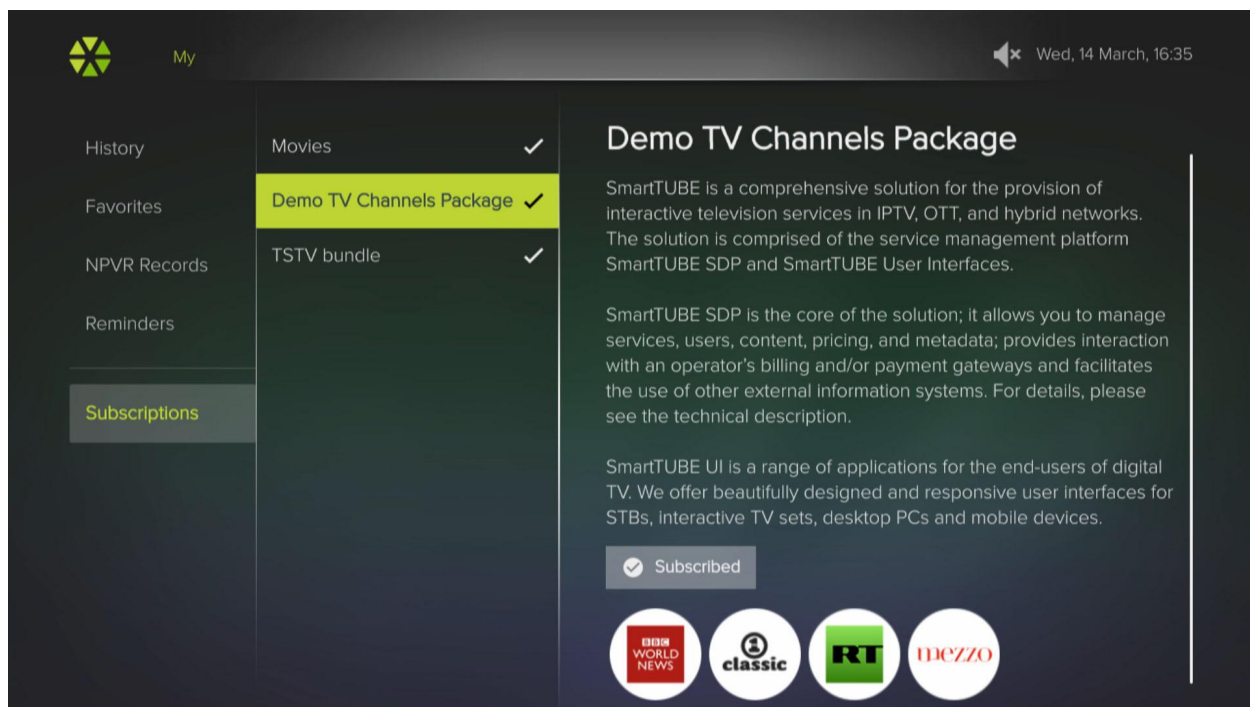 My
Wed, 14 March, 16:35
History
Favorites
NPVR Records
Reminders
Subscriptions
Movies
Demo TV Channels Package
TSTV bundle
Demo TV Channels Package
SmartTUBE is a comprehensive solution for the provision of
interactive television services in IPTV, OTT, and hybrid networks.
The solution is comprised of the service management platform
SmartTUBE SDP and SmartTUBE User Interfaces.
SmartTUBE SDP is the core of the solution; it allows you to manage
services, users, content, pricing, and metadata; provides interaction
with an operator's billing and/or payment gateways and facilitates
the use of other external information systems. For details, please
see the technical description.
SmartTUBE UI is a range of applications for the end-users of digital
TV. We offer beautifully designed and responsive user interfaces for
STBs, interactive TV sets, desktop PCs and mobile devices.
Subscribed
BBC
WORLD
NEWS
1
classic
RT
mezzo